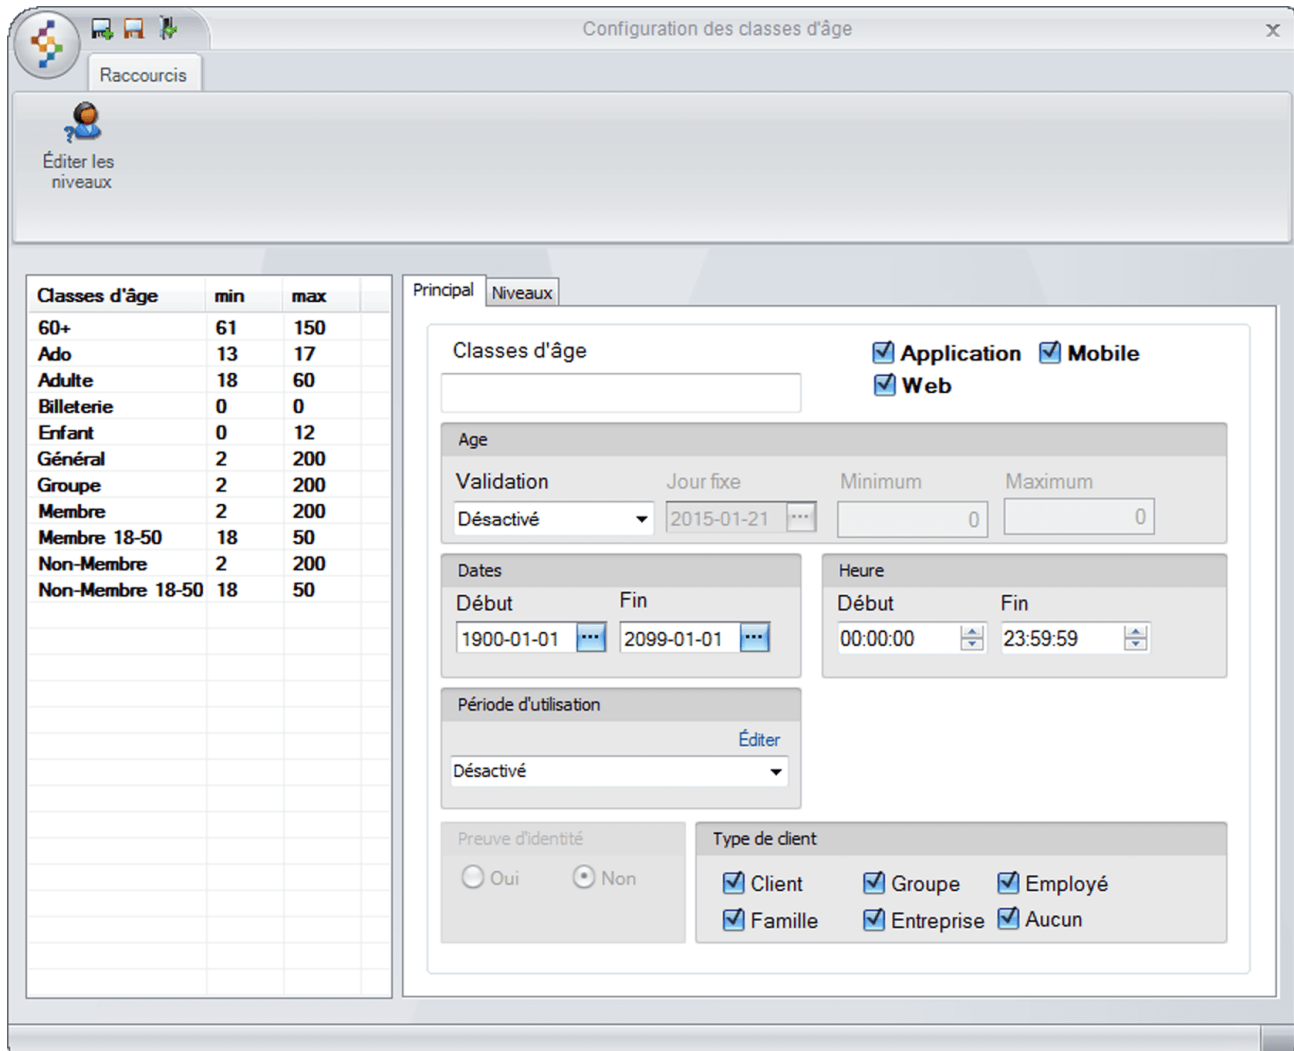 Configuration des classes d'âge
x
Raccourcis
Éditer les
niveaux
Classes d'âge min max
60+ 61 150
Ado 13 17
Adulte 18 60
Billeterie 0 0
Enfant 0 12
Général 2 200
Groupe 2 200
Membre 2 200
Membre 18-50 18 50
Non-Membre 2 200
Non-Membre 18-50 18 50
Principal Niveaux
Classes d'âge
Application Mobile
Web
Age
Validation Jour fixe Minimum Maximum
Désactivé 2015-01-21 ... 0 0
Dates
Début Fin
1900-01-01 ... 2099-01-01 ...
Heure
Début Fin
00:00:00 23:59:59
Période d'utilisation
Éditer
Désactivé
Preuve d'identité
Oui Non
Type de client
Client Groupe Employé
Famille Entreprise Aucun